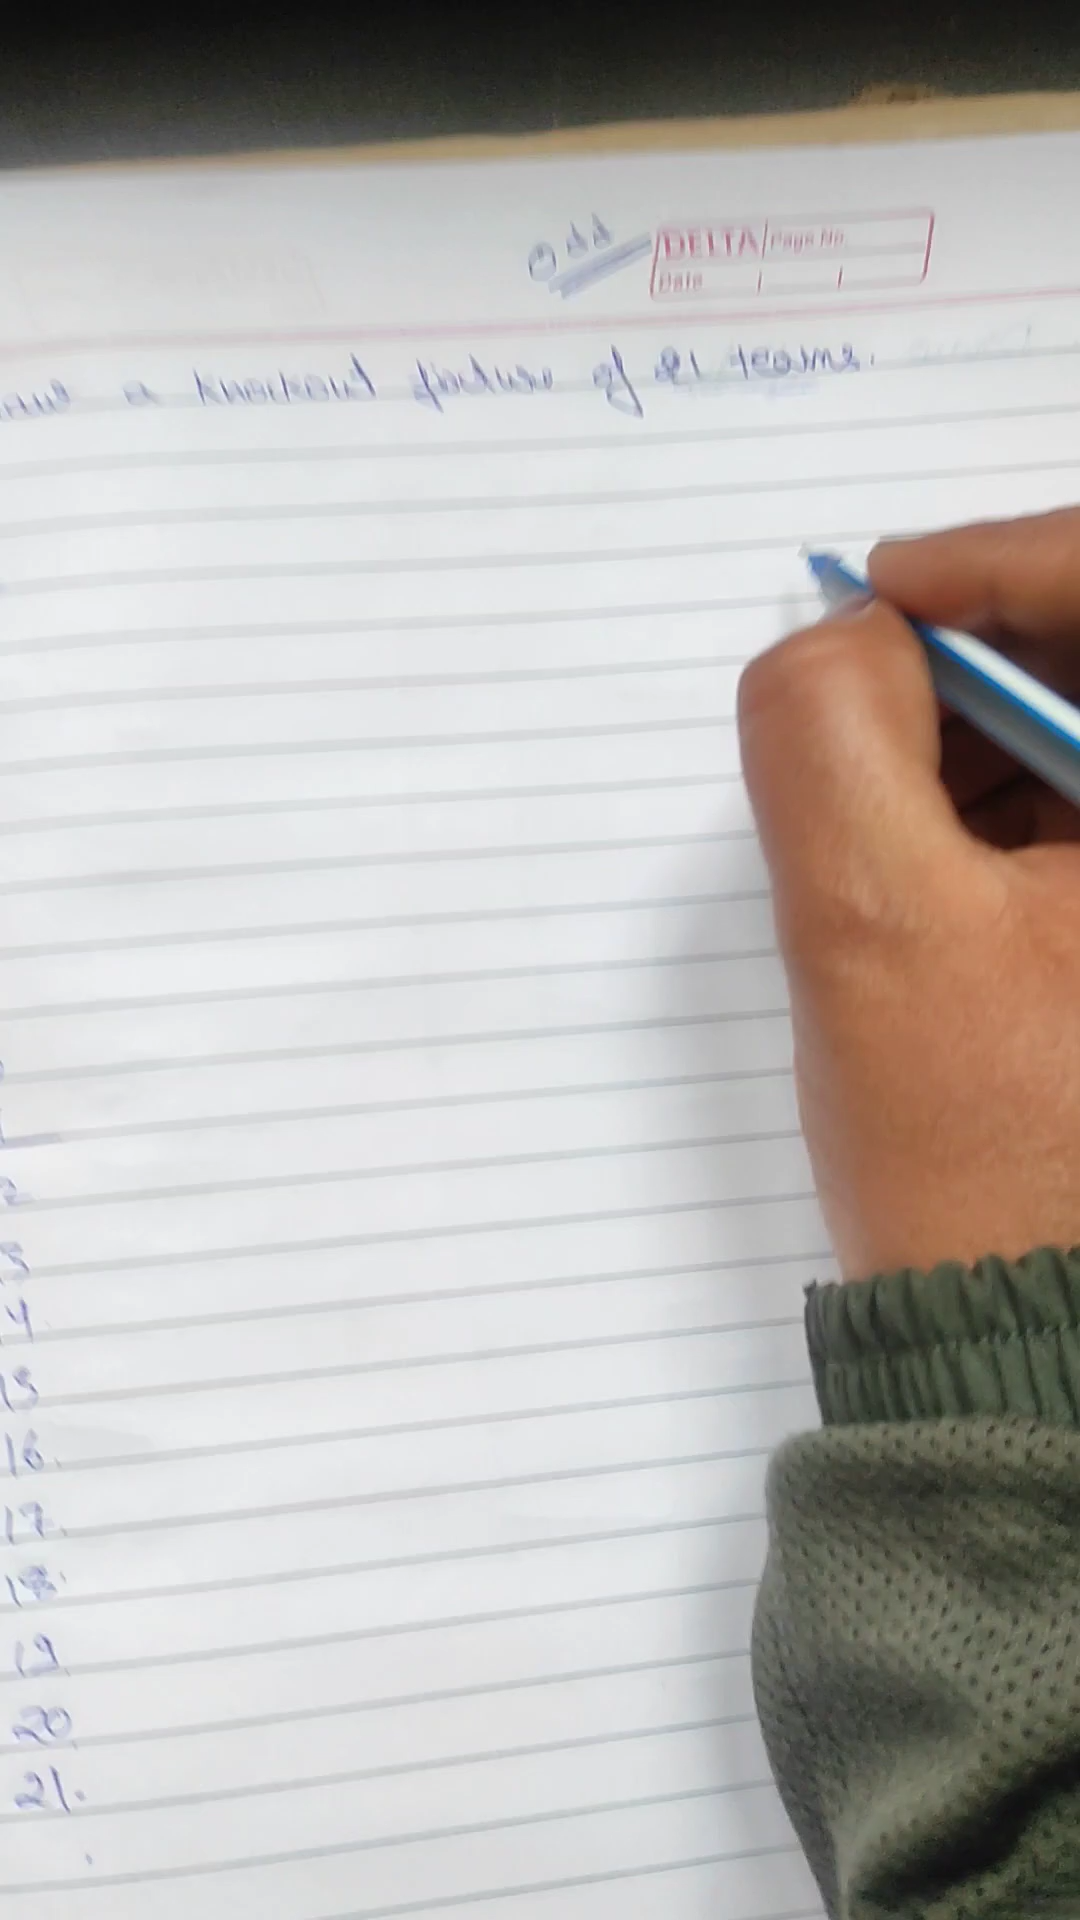 odd
DELTA Page No.
Date
a knockout fixture of 21 teams.
2
3
4
15
16.
17.
18.
19
20
21.